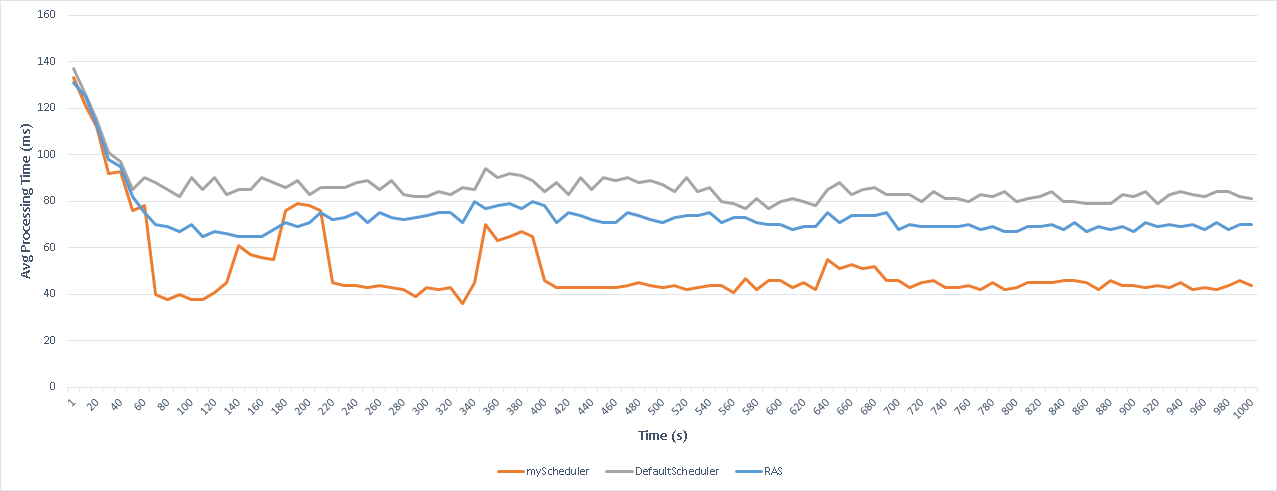 160
140
120
100
80
60
40
20
0
Avg Processing Time (ms)
1 20 40 60 80 100 120 140 160 180 200 220 240 260 280 300 320 340 360 380 400 420 440 460 480 500 520 540 560 580 600 620 640 660 680 700 720 740 760 780 800 820 840 860 880 900 920 940 960 980 1000
Time (s)
myScheduler DefaultScheduler RAS